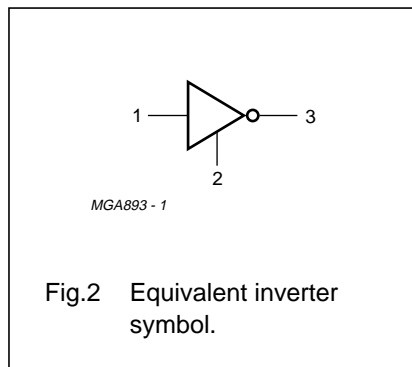 1
3
2
MGA893 - 1
Fig.2 Equivalent inverter
symbol.